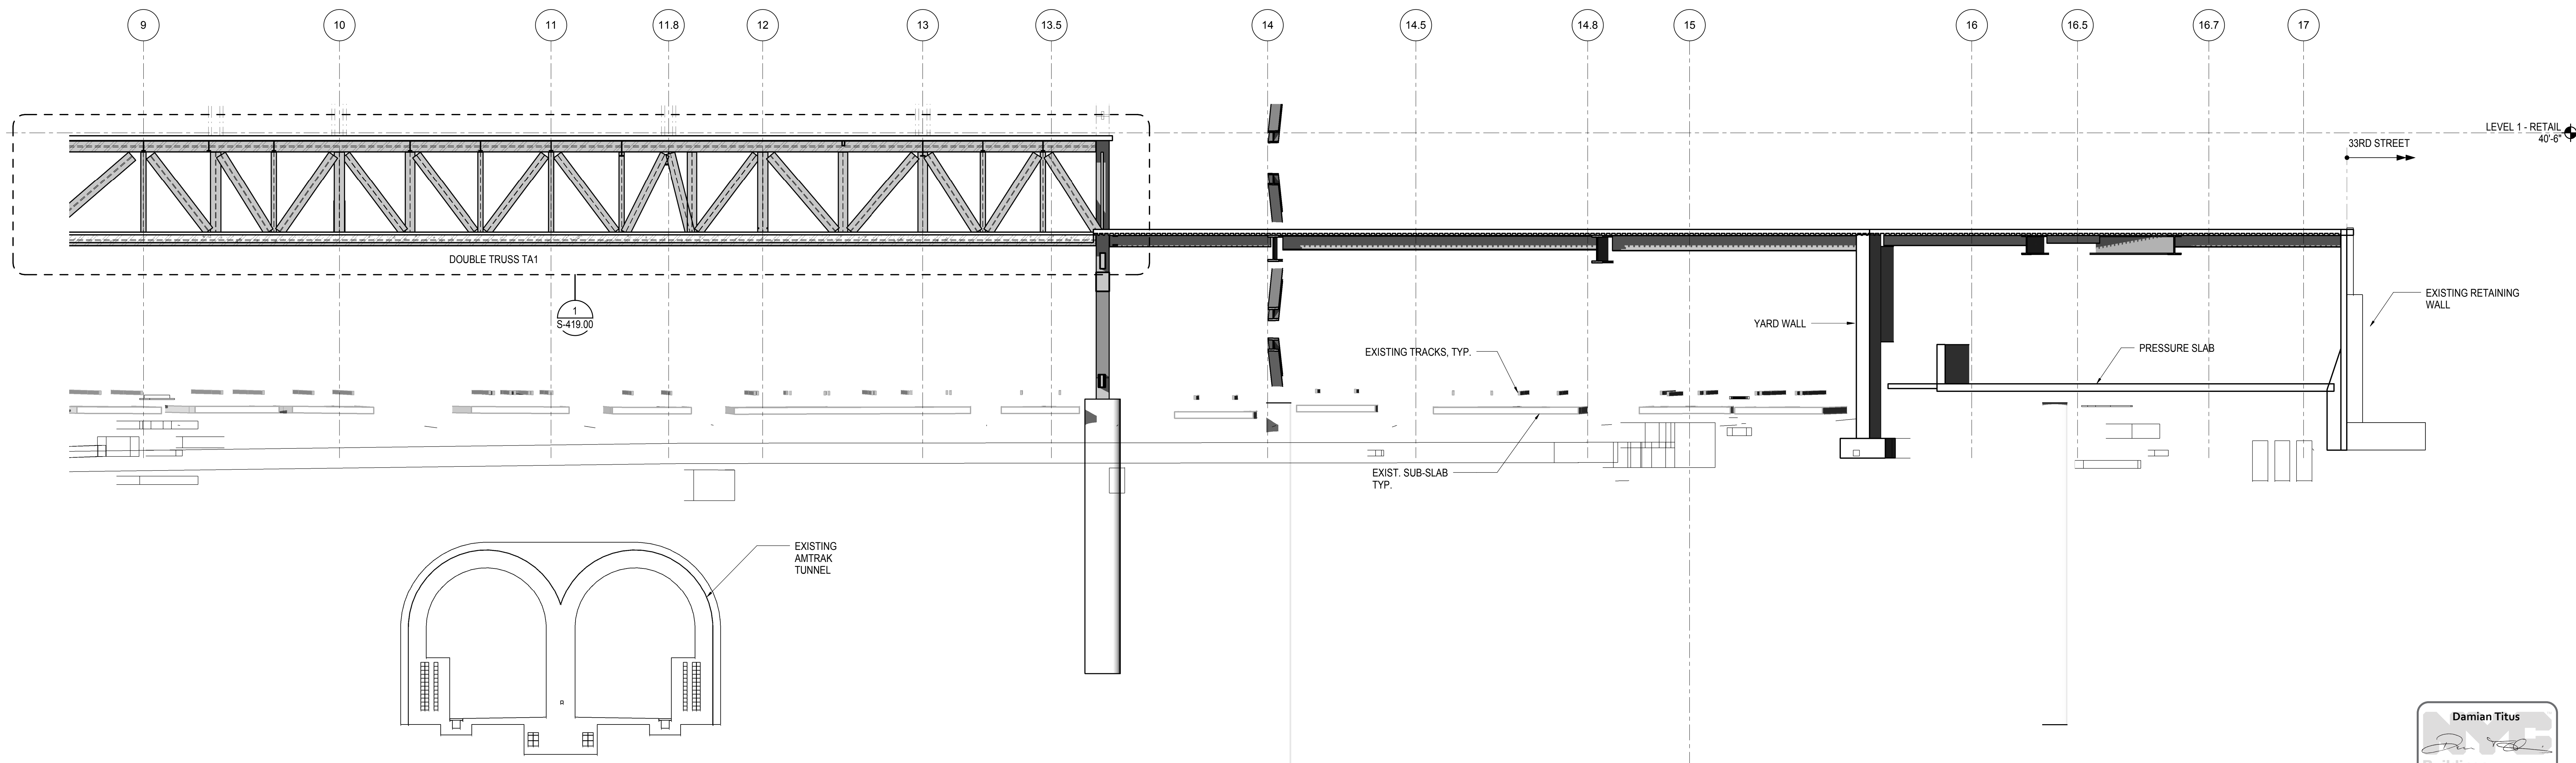 9
10
11
11.8
12
13
13.5
14
14.5
14.8
15
16
16.5
16.7
17
LEVEL 1 - RETAIL
40'-6"
33RD STREET
DOUBLE TRUSS TA1
1
S-419.00
EXISTING RETAINING
WALL
YARD WALL
EXISTING TRACKS, TYP.
PRESSURE SLAB
EXIST. SUB-SLAB
TYP.
EXISTING
AMTRAK
TUNNEL
Damian Titus
NYC